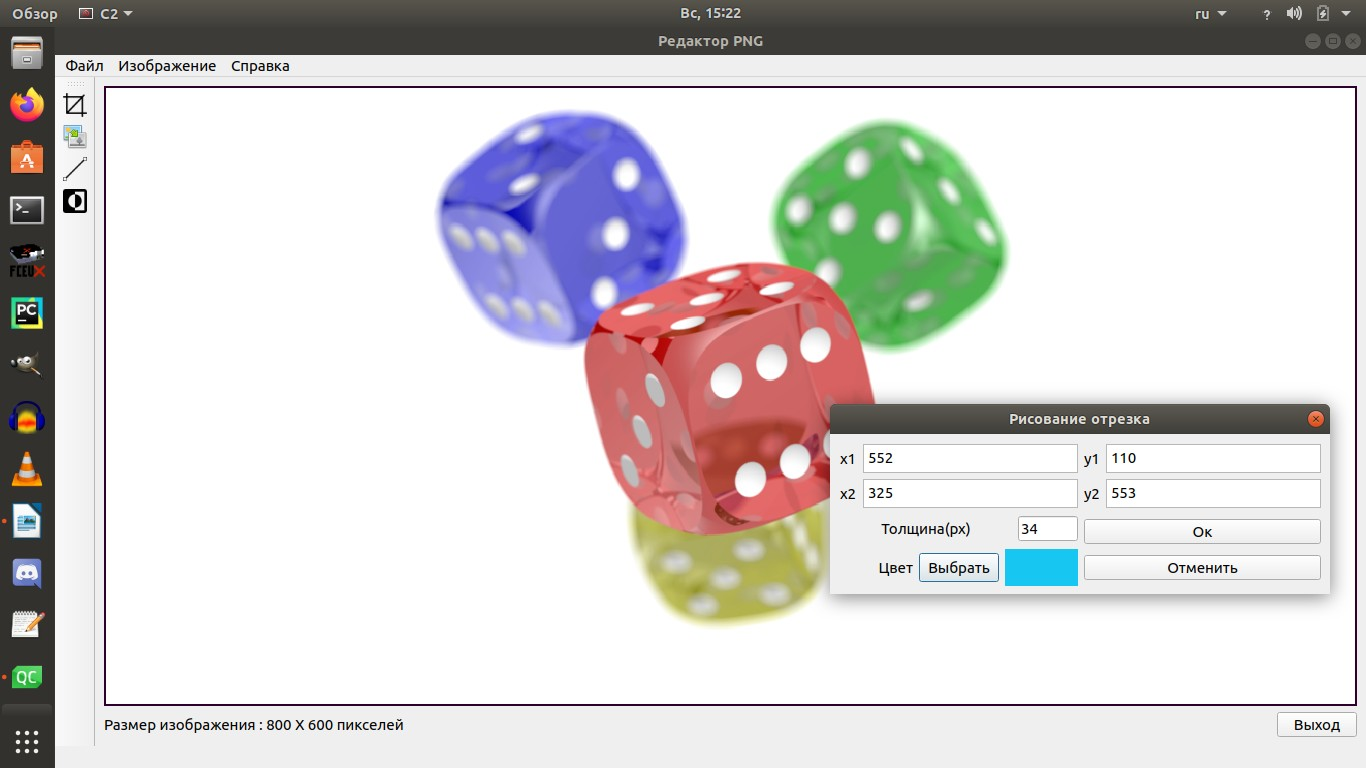 Обзор C2 Вс, 15:22 ru ?
Редактор PNG
Файл Изображение Справка
FCEUX
PC
QC
Рисование отрезка
x1 552 y1 110
x2 325 y2 553
Толщина(px) 34 Ок
Цвет Выбрать Отменить
Размер изображения : 800 X 600 пикселей Выход